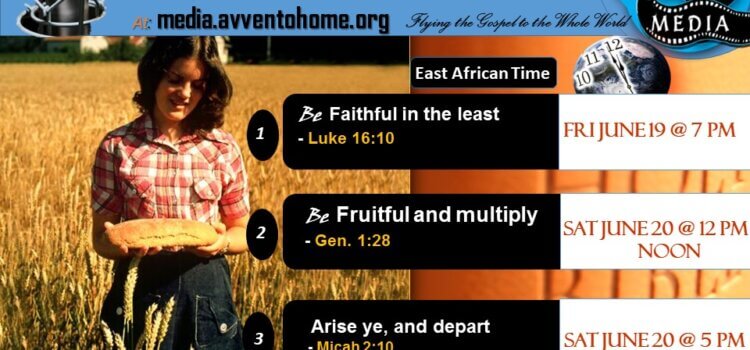 At media.avventohome.org Flying the Gospel to the Whole World
MEDIA
East African Time
10 11 12
1 Be Faithful in the least
- Luke 16:10
FRI JUNE 19 @ 7 PM
2 Be Fruitful and multiply
- Gen. 1:28
SAT JUNE 20 @ 12 PM
NOON
3 Arise ye, and depart
- Micah 2:10
SAT JUNE 20 @ 5 PM